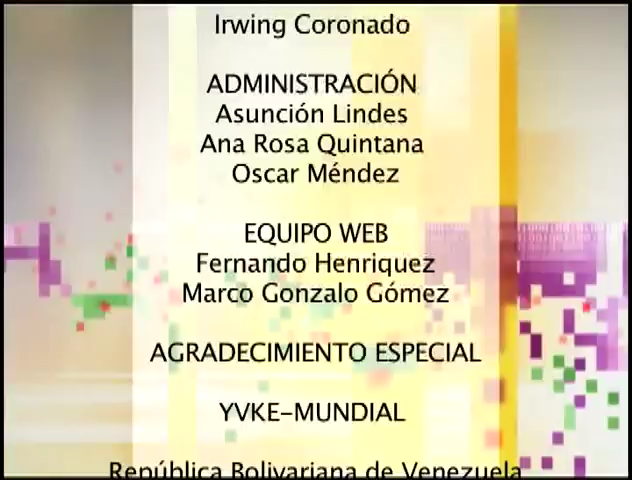 Irwing Coronado
ADMINISTRACIÓN
Asunción Lindes
Ana Rosa Quintana
Oscar Méndez
EQUIPO WEB
Fernando Henriquez
Marco Gonzalo Gómez
AGRADECIMIENTO ESPECIAL
YVKE-MUNDIAL
República Bolivariana de Venezuela